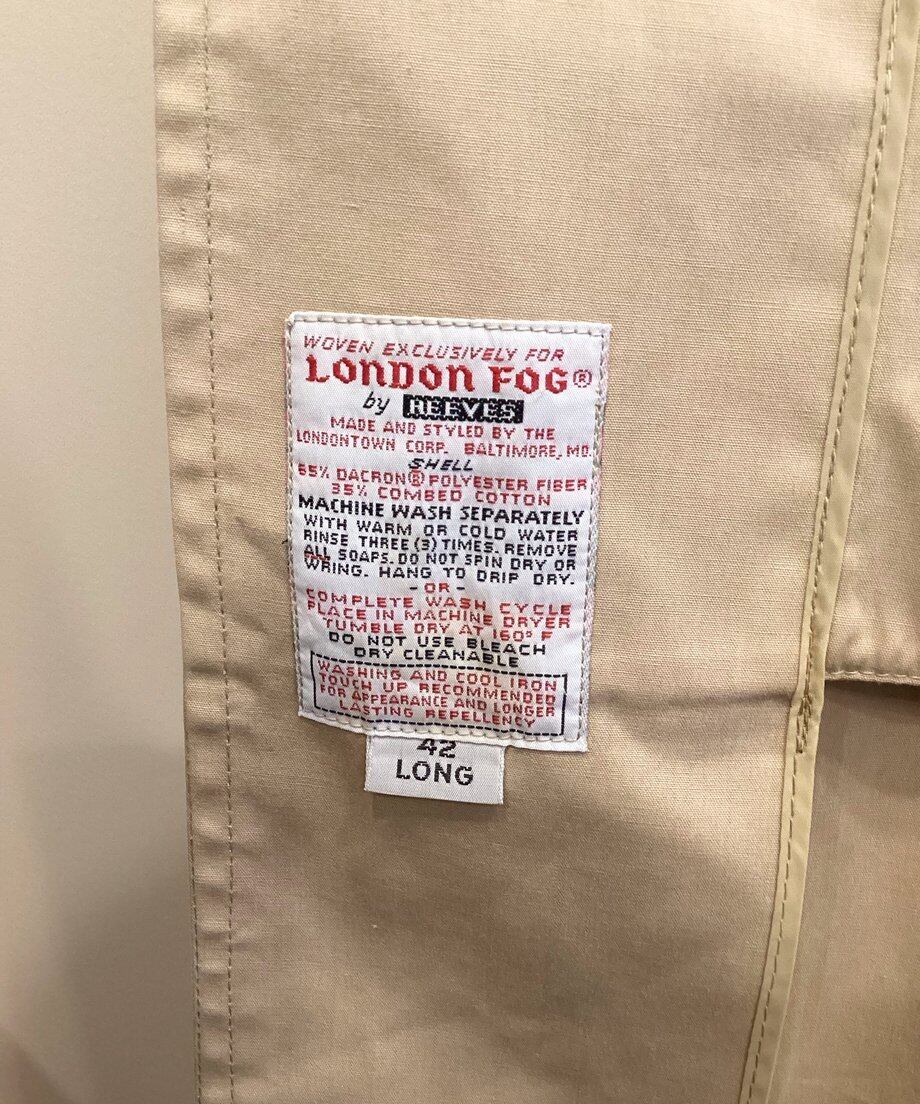 WOVEN EXCLUSIVELY FOR
LONDON FOG®
by REEVES
MADE AND STYLED BY THE
LONDONTOWN CORP. BALTIMORE, MD.
SHELL
65% DACRON® POLYESTER FIBER
35% COMBED COTTON
MACHINE WASH SEPARATELY
WITH WARM OR COLD WATER
RINSE THREE (3) TIMES. REMOVE
ALL SOAPS. DO NOT SPIN DRY OR
WRING. HANG TO DRIP DRY.
- OR -
COMPLETE WASH CYCLE
PLACE IN MACHINE DRYER
TUMBLE DRY AT 160° F
DO NOT USE BLEACH
DRY CLEANABLE
WASHING AND COOL IRON
TOUCH UP RECOMMENDED
FOR APPEARANCE AND LONGER
LASTING REPELLENCY
42
LONG